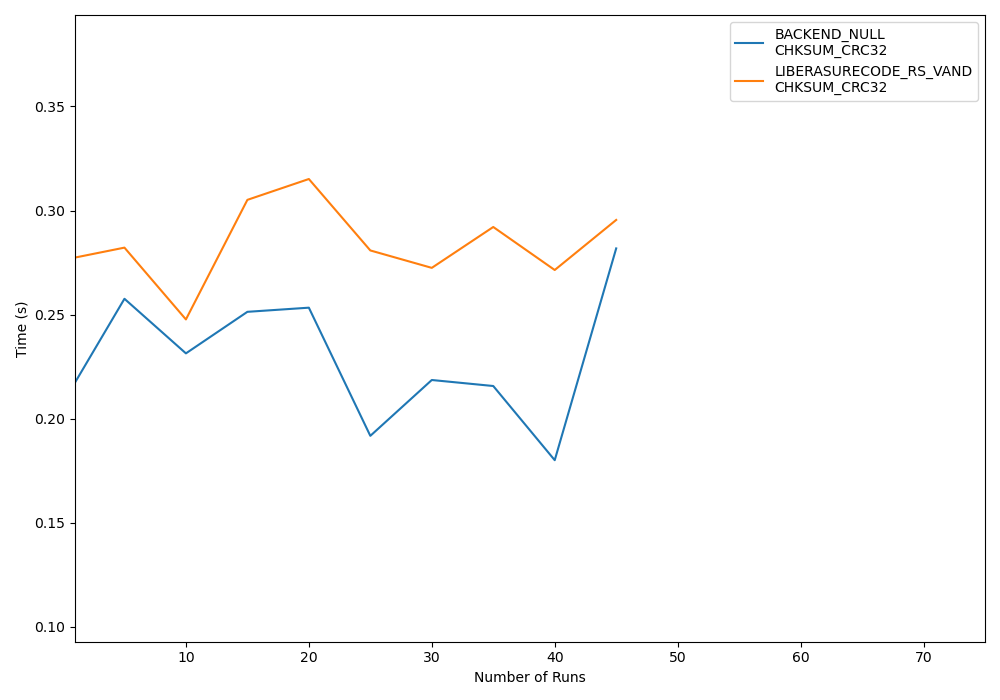 BACKEND_NULL
CHKSUM_CRC32
LIBERASURECODE_RS_VAND
CHKSUM_CRC32
0.35
0.30
0.25
0.20
0.15
0.10
Time (s)
10 20 30 40 50 60 70
Number of Runs